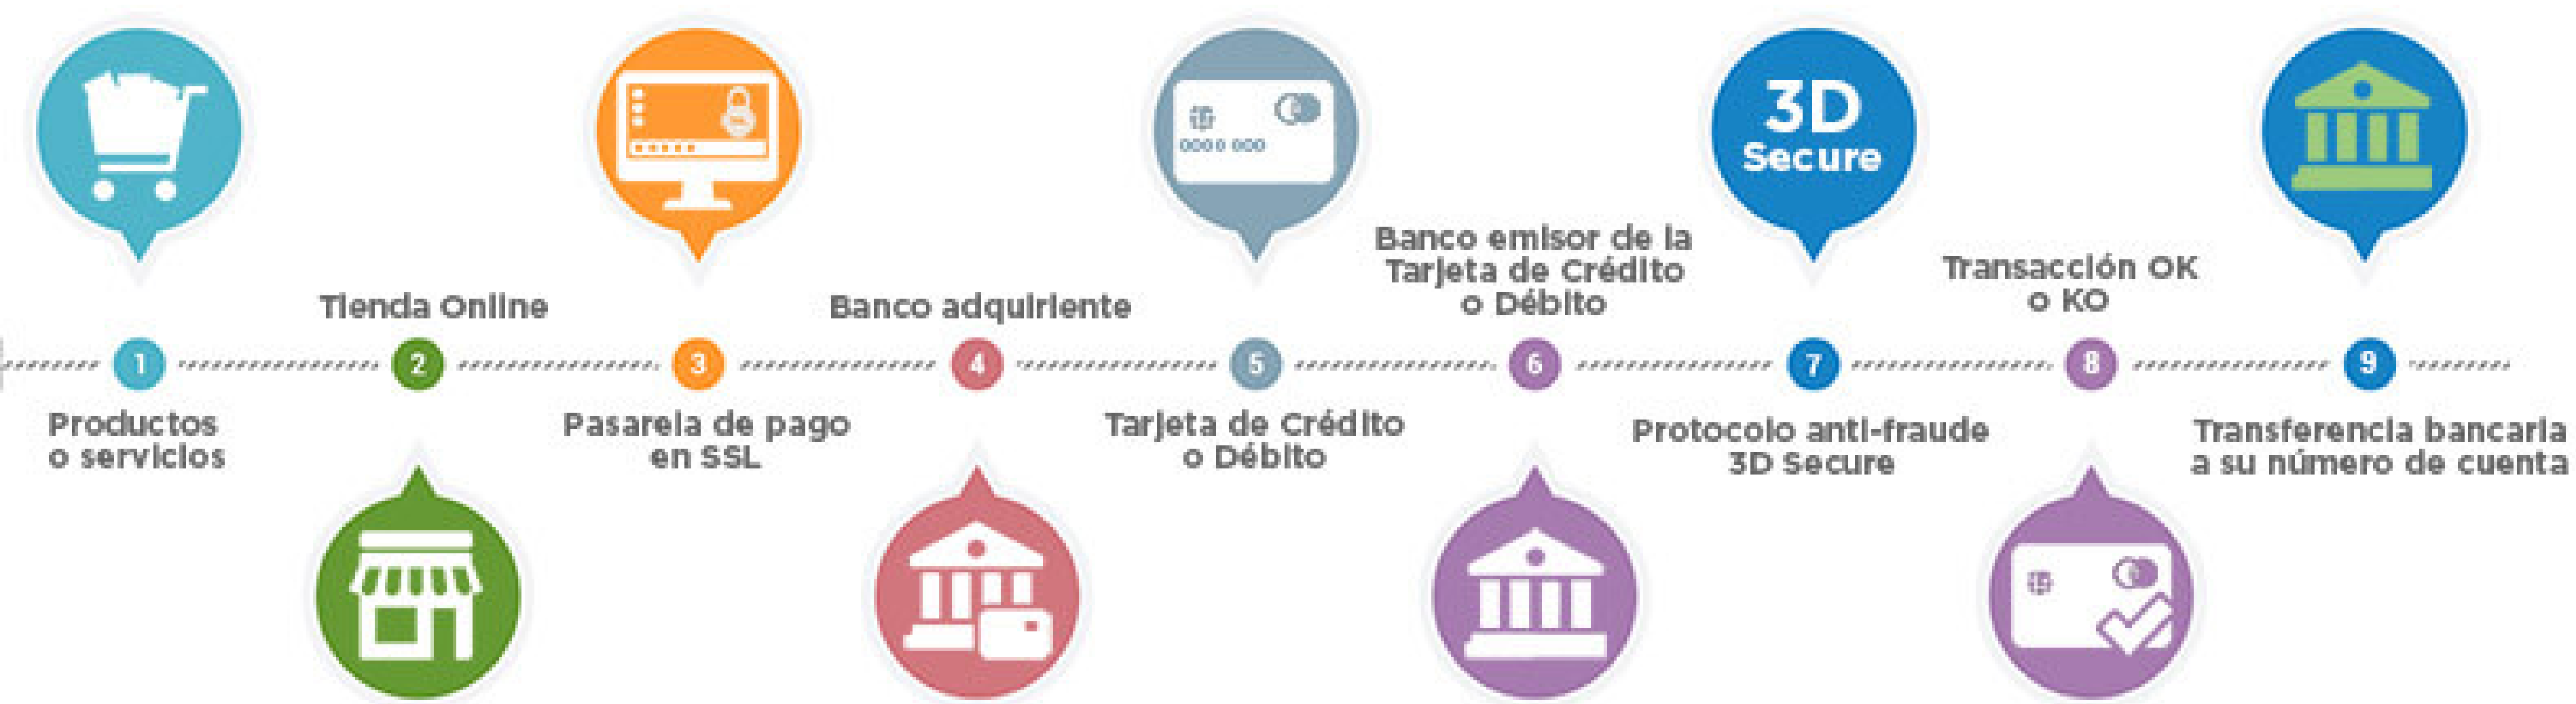 3D
Secure
0000 000
Banco emisor de la
Tarjeta de Crédito
o Débito
Transacción OK
o KO
Tienda Online
Banco adquiriente
1
2
3
4
5
6
7
8
9
Productos
o servicios
Pasarela de pago
en SSL
Tarjeta de Crédito
o Débito
Protocolo anti-fraude
3D Secure
Transferencia bancaria
a su número de cuenta